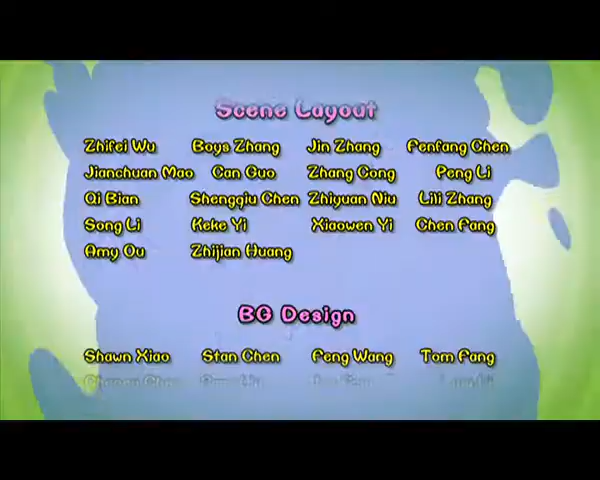 Scene Layout
Zhifei Wu Boys Zhang Jin Zhang Fenfang Chen
Jianchuan Mao Can Guo Zhang Cong Peng Li
Qi Bian Shengqiu Chen Zhiyuan Niu Lili Zhang
Song Li Keke Yi Xiaowen Yi Chen Fang
Amy Ou Zhijian Huang
BG Design
Shawn Xiao Stan Chen Feng Wang Tom Fang